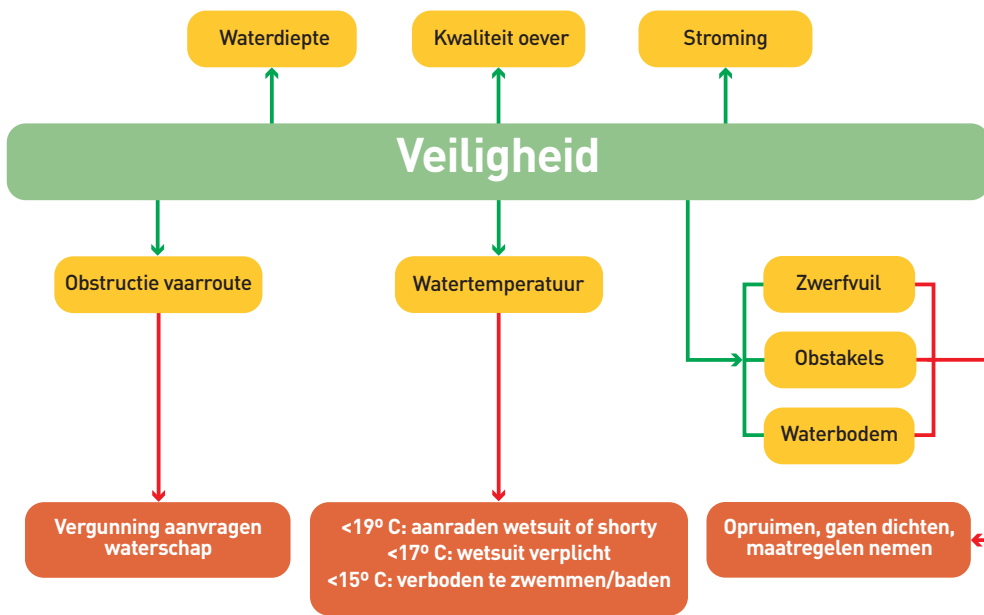 Waterdiepte
Kwaliteit oever
Stroming
Veiligheid
Obstructie vaarroute
Watertemperatuur
Zwerfvuil
Obstakels
Waterbodem
Vergunning aanvragen
waterschap
<19º C: aanraden wetsuit of shorty
<17º C: wetsuit verplicht
<15º C: verboden te zwemmen/baden
Opruimen, gaten dichten,
maatregelen nemen